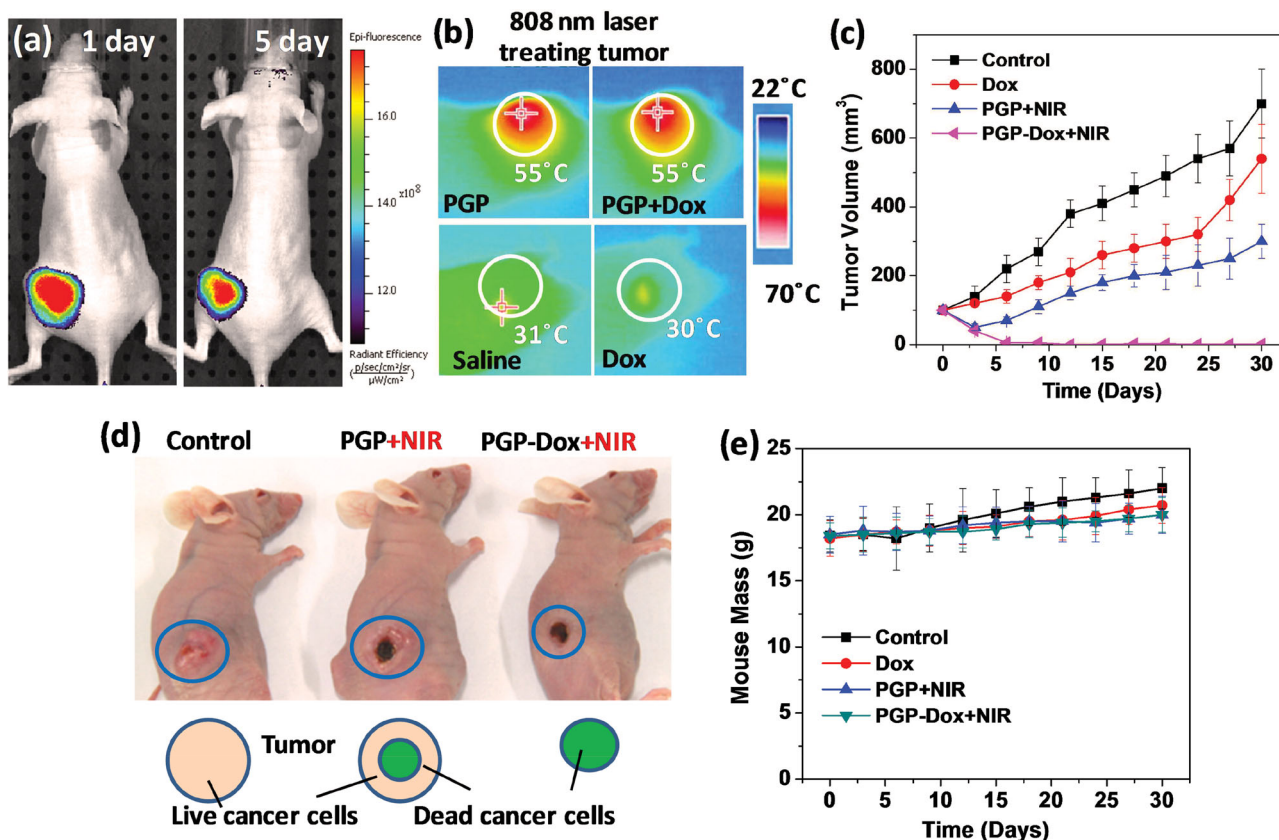 (a)
1 day
5 day
Epi-fluorescence
16.0
14.0
×10⁸
12.0
Radiant Efficiency
(p/sec/cm²/sr / µW/cm²)
(b)
808 nm laser
treating tumor
55°C
PGP
55°C
PGP+Dox
31°C
Saline
30°C
Dox
22°C
70°C
(c)
Control
Dox
PGP+NIR
PGP-Dox+NIR
Tumor Volume (mm³)
800
600
400
200
0
0 5 10 15 20 25 30
Time (Days)
(d)
Control
PGP+NIR
PGP-Dox+NIR
Tumor
Live cancer cells
Dead cancer cells
(e)
Mouse Mass (g)
25
20
15
10
5
0
Control
Dox
PGP+NIR
PGP-Dox+NIR
0 5 10 15 20 25 30
Time (Days)